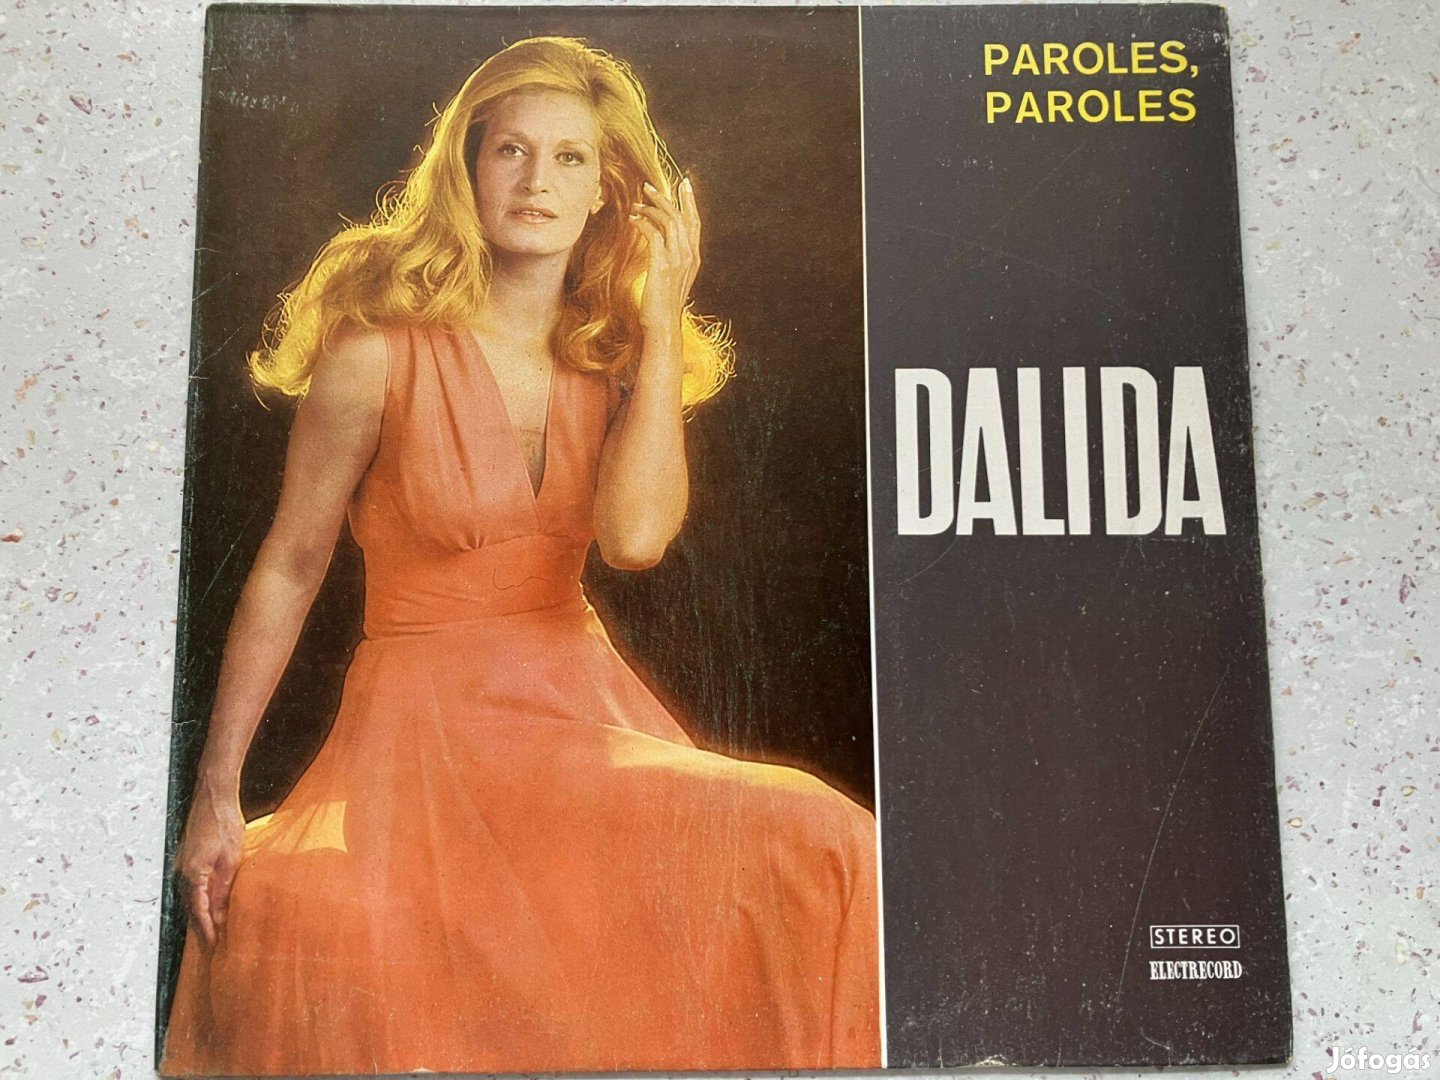 PAROLES,
PAROLES
DALIDA
STEREO
ELECTRECORD
Jófogás